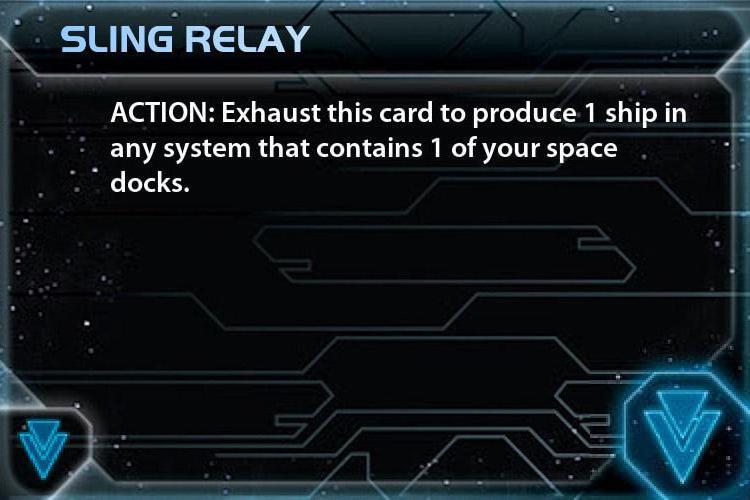 SLING RELAY
ACTION: Exhaust this card to produce 1 ship in
any system that contains 1 of your space
docks.